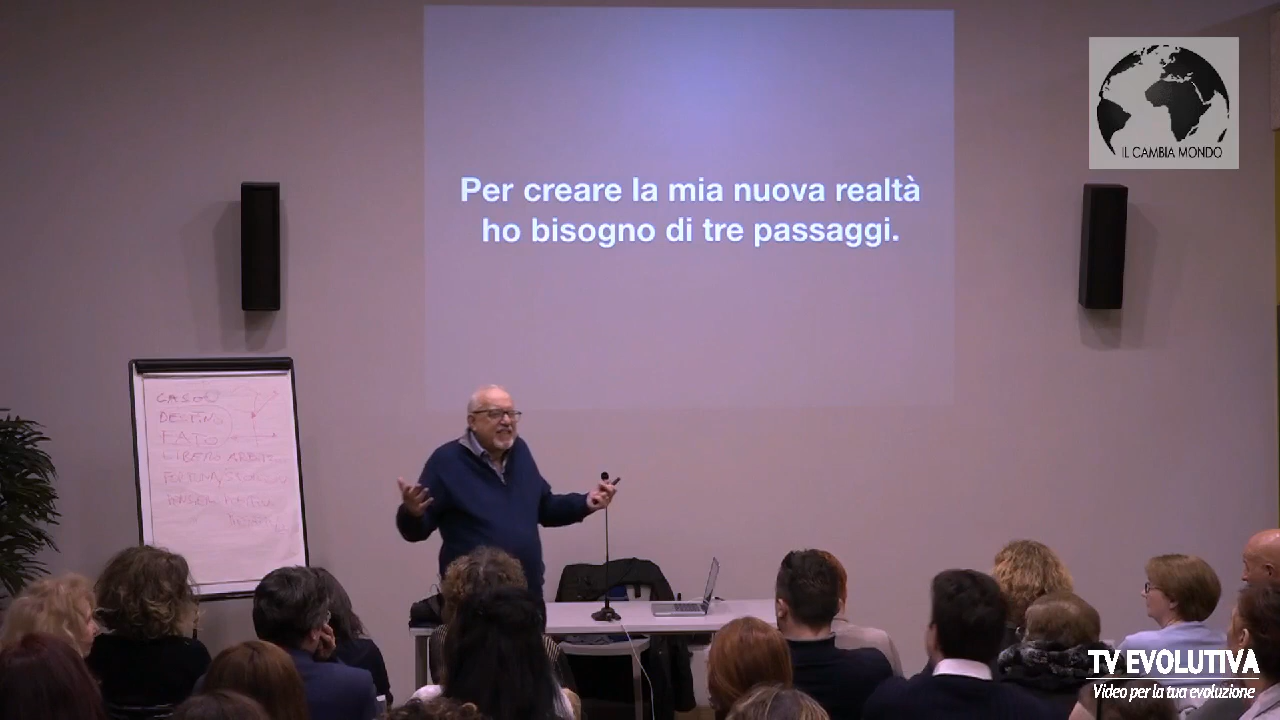 Per creare la mia nuova realtà
ho bisogno di tre passaggi.
IL CAMBIA MONDO
CASO
DESTINO
FATO
LIBERO ARBITRIO
FORTUNA
TV EVOLUTIVA
Video per la tua evoluzione